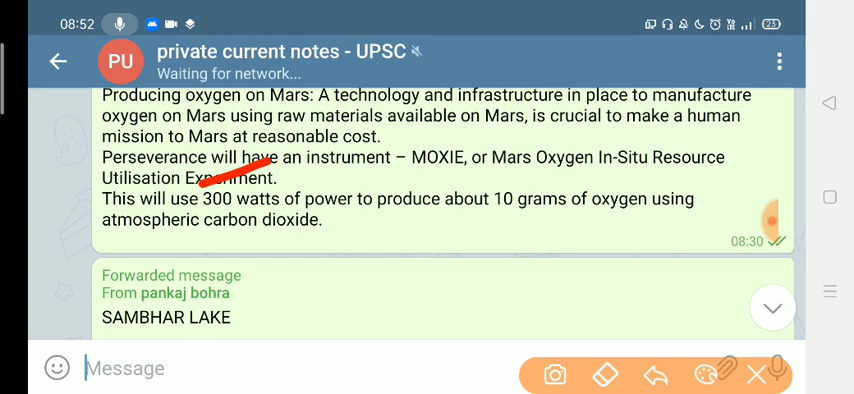 08:52
23
PU
private current notes - UPSC
Waiting for network...
Producing oxygen on Mars: A technology and infrastructure in place to manufacture
oxygen on Mars using raw materials available on Mars, is crucial to make a human
mission to Mars at reasonable cost.
Perseverance will have an instrument – MOXIE, or Mars Oxygen In-Situ Resource
Utilisation Experiment.
This will use 300 watts of power to produce about 10 grams of oxygen using
atmospheric carbon dioxide.
08:30
Forwarded message
From pankaj bohra
SAMBHAR LAKE
Message